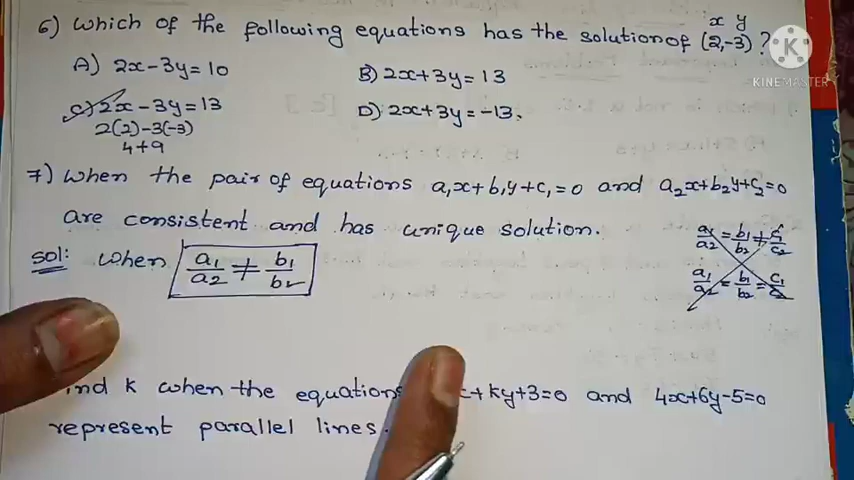 6) Which of the following equations has the solution of (2,-3)?
x y
A) 2x-3y=10
B) 2x+3y=13
C) 2x-3y=13
D) 2x+3y=-13.
2(2)-3(-3)
4+9
7) When the pair of equations a₁x+b₁y+c₁=0 and a₂x+b₂y+c₂=0
are consistent and has unique solution.
Sol: When a₁/a₂ ≠ b₁/b₂
a₁/a₂ = b₁/b₂ ≠ c₁/c₂
a₁/a₂ = b₁/b₂ = c₁/c₂
k when the equations +ky+3=0 and 4x+6y-5=0
represent parallel lines.
K
KINEMASTER